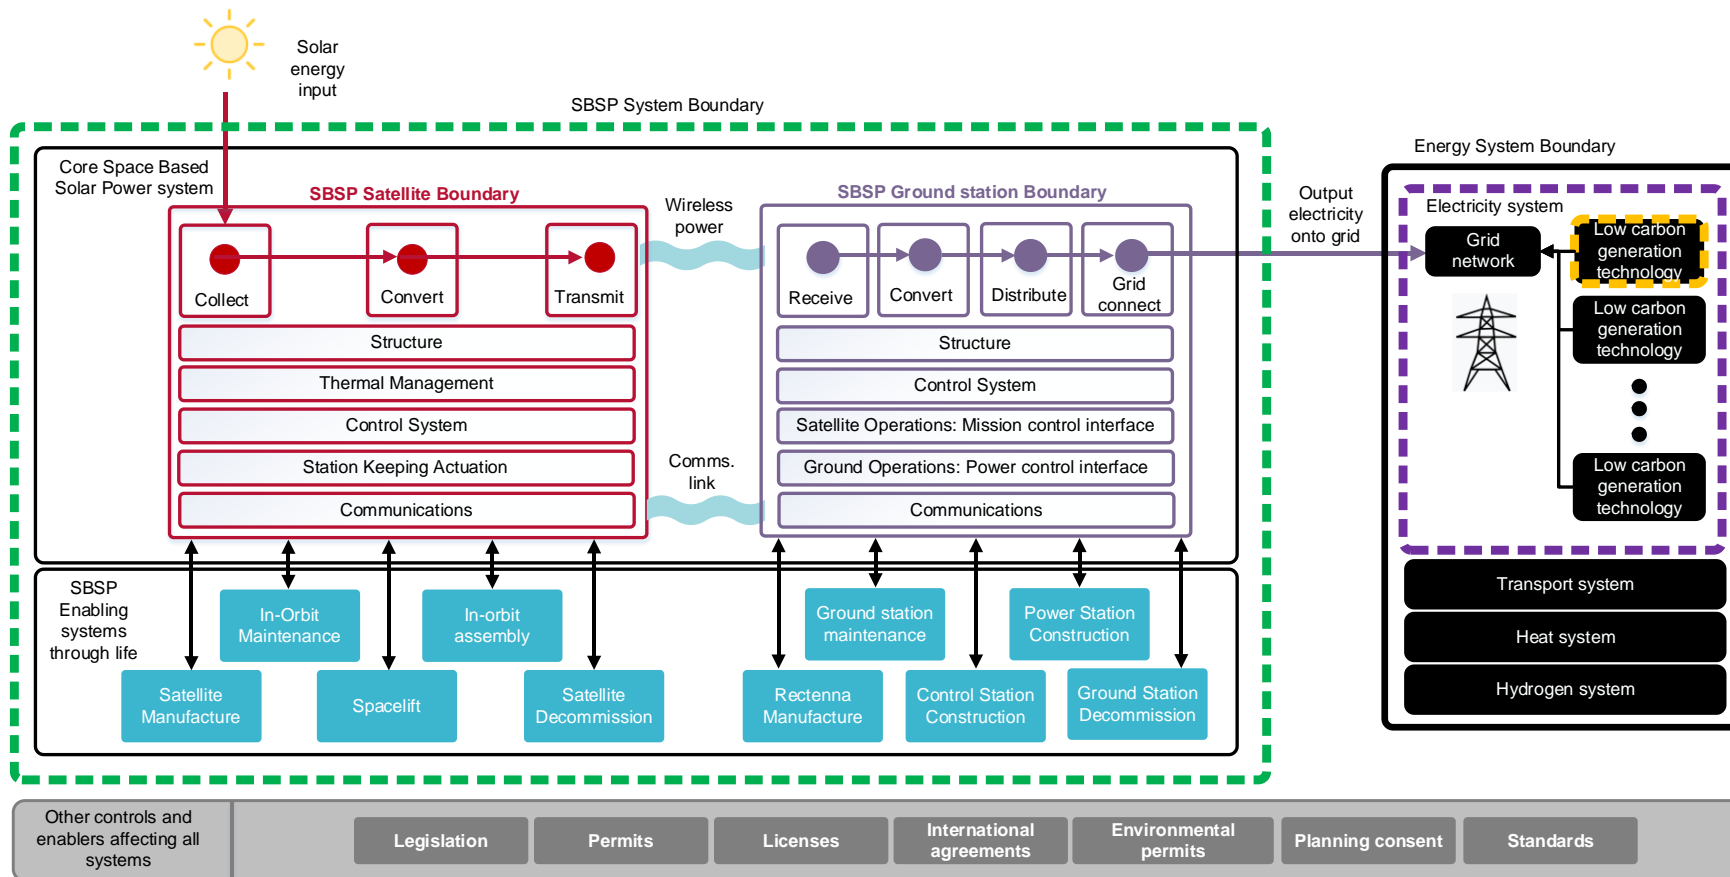 Solar
energy
input
SBSP System Boundary
Core Space Based
Solar Power system
SBSP Satellite Boundary
Collect
Convert
Transmit
Structure
Thermal Management
Control System
Station Keeping Actuation
Communications
Wireless
power
Comms.
link
SBSP Ground station Boundary
Receive
Convert
Distribute
Grid
connect
Structure
Control System
Satellite Operations: Mission control interface
Ground Operations: Power control interface
Communications
Output
electricity
onto grid
Energy System Boundary
Electricity system
Grid
network
Low carbon
generation
technology
Low carbon
generation
technology
Low carbon
generation
technology
Transport system
Heat system
Hydrogen system
SBSP
Enabling
systems
through life
In-Orbit
Maintenance
In-orbit
assembly
Satellite
Manufacture
Spacelift
Satellite
Decommission
Ground station
maintenance
Power Station
Construction
Rectenna
Manufacture
Control Station
Construction
Ground Station
Decommission
Other controls and
enablers affecting all
systems
Legislation
Permits
Licenses
International
agreements
Environmental
permits
Planning consent
Standards